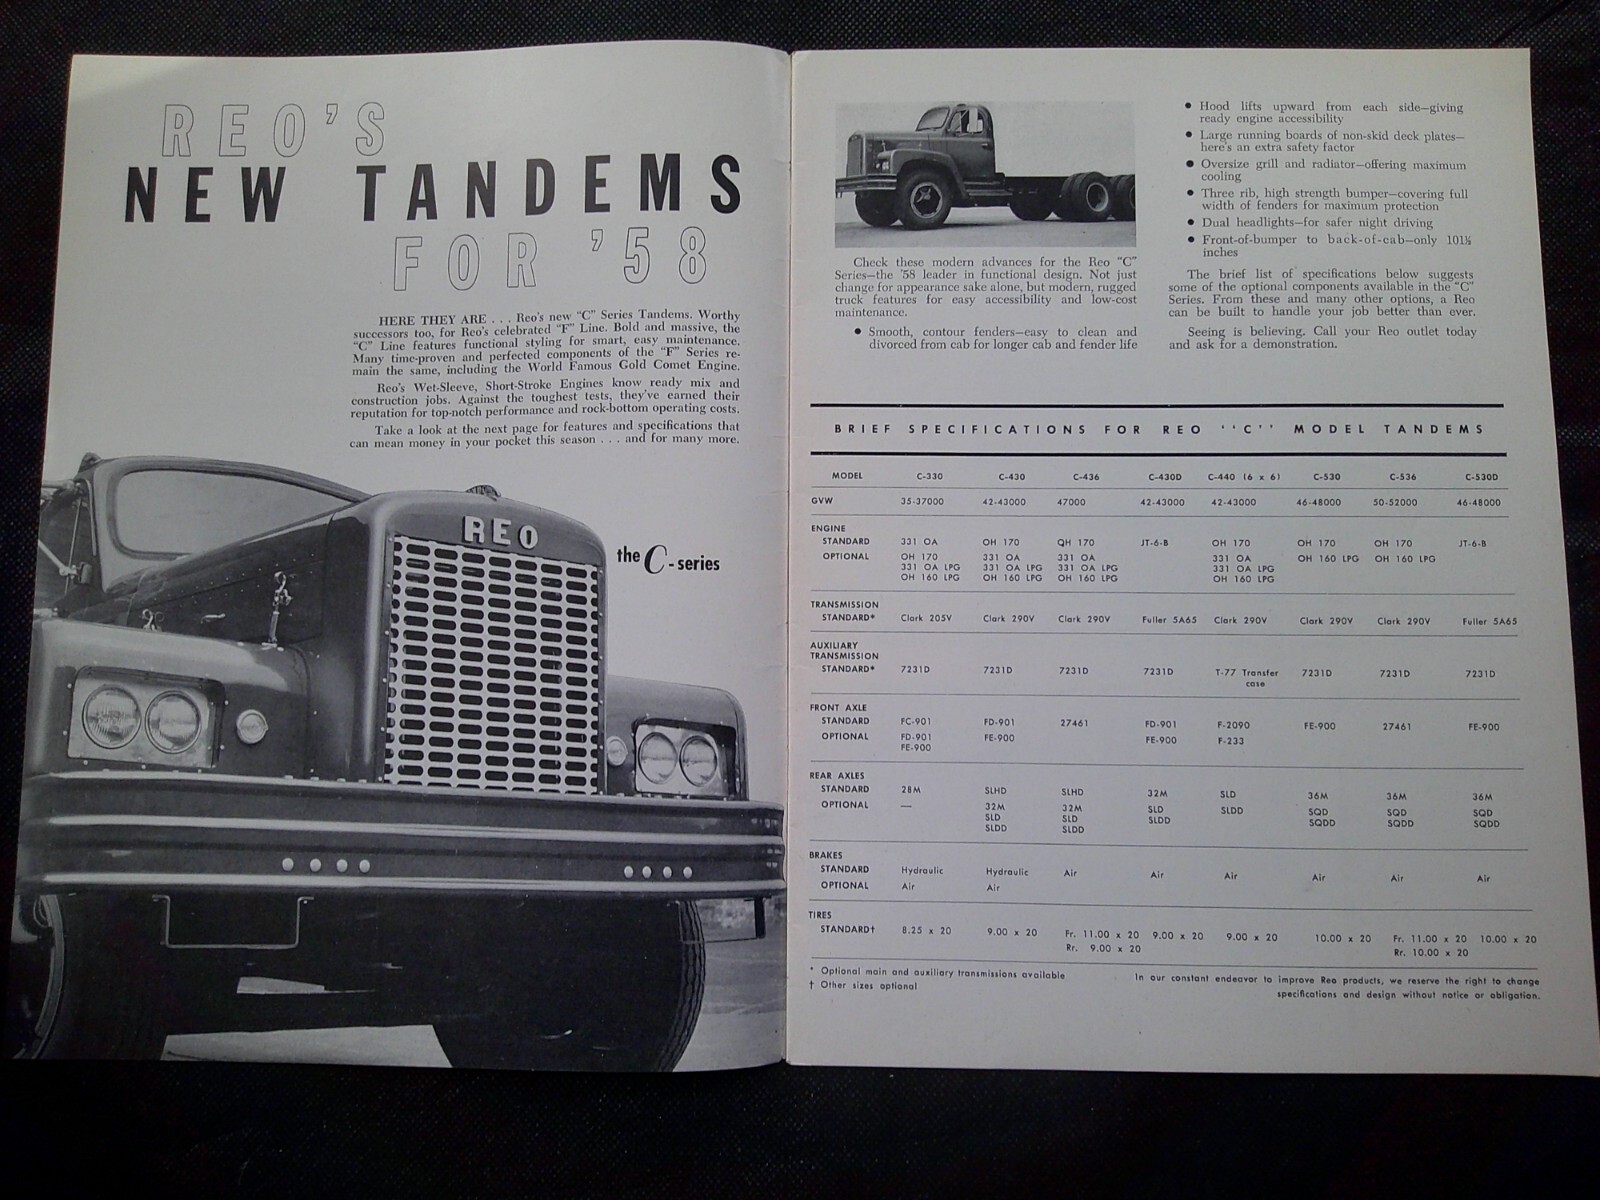 REO'S
NEW TANDEMS
FOR '58
HERE THEY ARE . . . Reo's new "C" Series Tandems. Worthy
successors too, for Reo's celebrated "F" Line. Bold and massive, the
"C" Line features functional styling for smart, easy maintenance.
Many time-proven and perfected components of the "F" Series re-
main the same, including the World Famous Gold Comet Engine.
Reo's Wet-Sleeve, Short-Stroke Engines know ready mix and
construction jobs. Against the toughest tests, they've earned their
reputation for top-notch performance and rock-bottom operating costs.
Take a look at the next page for features and specifications that
can mean money in your pocket this season . . . and for many more.
REO
the C-series
Check these modern advances for the Reo "C"
Series—the '58 leader in functional design. Not just
change for appearance sake alone, but modern, rugged
truck features for easy accessibility and low-cost
maintenance.
● Smooth, contour fenders—easy to clean and
divorced from cab for longer cab and fender life
● Hood lifts upward from each side—giving
ready engine accessibility
● Large running boards of non-skid deck plates—
here's an extra safety factor
● Oversize grill and radiator—offering maximum
cooling
● Three rib, high strength bumper—covering full
width of fenders for maximum protection
● Dual headlights—for safer night driving
● Front-of-bumper to back-of-cab—only 101⅛
inches
The brief list of specifications below suggests
some of the optional components available in the "C"
Series. From these and many other options, a Reo
can be built to handle your job better than ever.
Seeing is believing. Call your Reo outlet today
and ask for a demonstration.
BRIEF SPECIFICATIONS FOR REO "C" MODEL TANDEMS
MODEL C-330 C-430 C-436 C-430D C-440 (6 x 6) C-530 C-536 C-530D
GVW 35-37000 42-43000 47000 42-43000 42-43000 46-48000 50-52000 46-48000
ENGINE
STANDARD 331 OA OH 170 OH 170 JT-6-B OH 170 OH 170 OH 170 JT-6-B
OPTIONAL OH 170 331 OA 331 OA 331 OA OH 160 LPG OH 160 LPG
331 OA LPG 331 OA LPG 331 OA LPG 331 OA LPG
OH 160 LPG OH 160 LPG OH 160 LPG OH 160 LPG
TRANSMISSION
STANDARD* Clark 205V Clark 290V Clark 290V Fuller 5A65 Clark 290V Clark 290V Clark 290V Fuller 5A65
AUXILIARY
TRANSMISSION
STANDARD* 7231D 7231D 7231D 7231D T-77 Transfer 7231D 7231D 7231D
case
FRONT AXLE
STANDARD FC-901 FD-901 27461 FD-901 F-2090 FE-900 27461 FE-900
OPTIONAL FD-901 FE-900 FE-900 F-233
FE-900
REAR AXLES
STANDARD 28M SLHD SLHD 32M SLD 36M 36M 36M
OPTIONAL — 32M 32M SLD SLDD SQD SQD SQD
SLD SLD SLDD SQDD SQDD SQDD
SLDD SLDD
BRAKES
STANDARD Hydraulic Hydraulic Air Air Air Air Air Air
OPTIONAL Air Air
TIRES
STANDARD† 8.25 x 20 9.00 x 20 Fr. 11.00 x 20 9.00 x 20 9.00 x 20 10.00 x 20 Fr. 11.00 x 20 10.00 x 20
Rr. 9.00 x 20 Rr. 10.00 x 20
* Optional main and auxiliary transmissions available
† Other sizes optional
In our constant endeavor to improve Reo products, we reserve the right to change
specifications and design without notice or obligation.